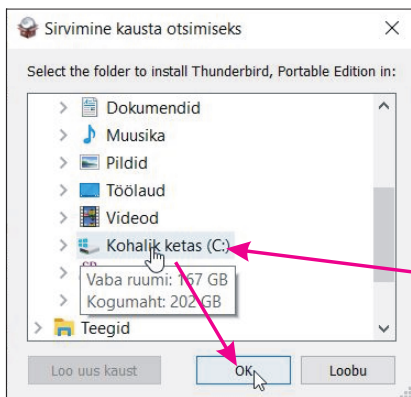 Sirvimine kausta otsimiseks
Select the folder to install Thunderbird, Portable Edition in:
Dokumendid
Muusika
Pildid
Töölaud
Videod
Kohalik ketas (C:)
Vaba ruumi: 167 GB
Kogumaht: 202 GB
Teegid
Loo uus kaust
OK
Loobu